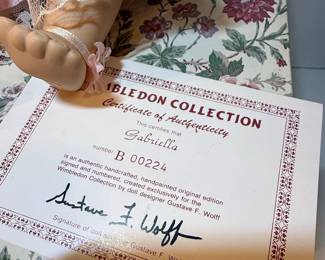 MBLEDON COLLECTION
Certificate of Authenticity
This certifies that
Gabriella
number: B 00224
is an authentic handcrafted, handpainted original edition
signed and numbered, created exclusively for the
Wimbledon Collection by doll designer Gustave F. Wolff
Gustave F. Wolff
Signature of doll designer Gustave F. Wolff